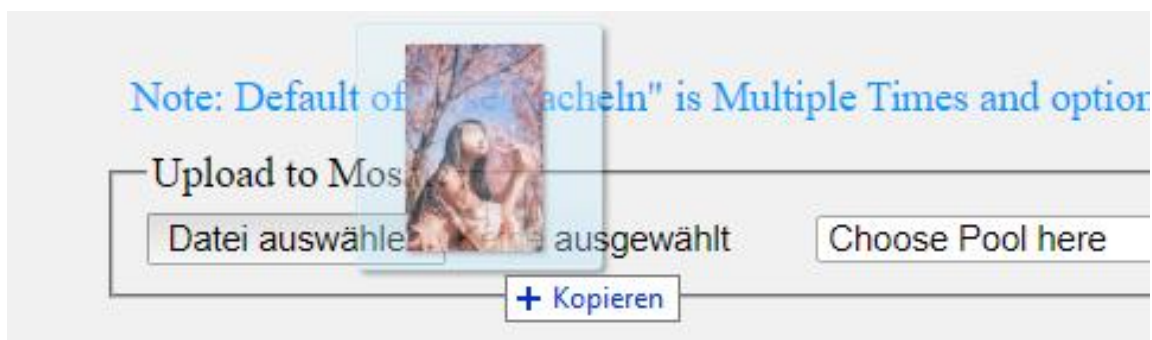 Note: Default of acheln" is Multiple Times and option
Upload to Mos
Datei auswähle ausgewählt
Choose Pool here
+ Kopieren